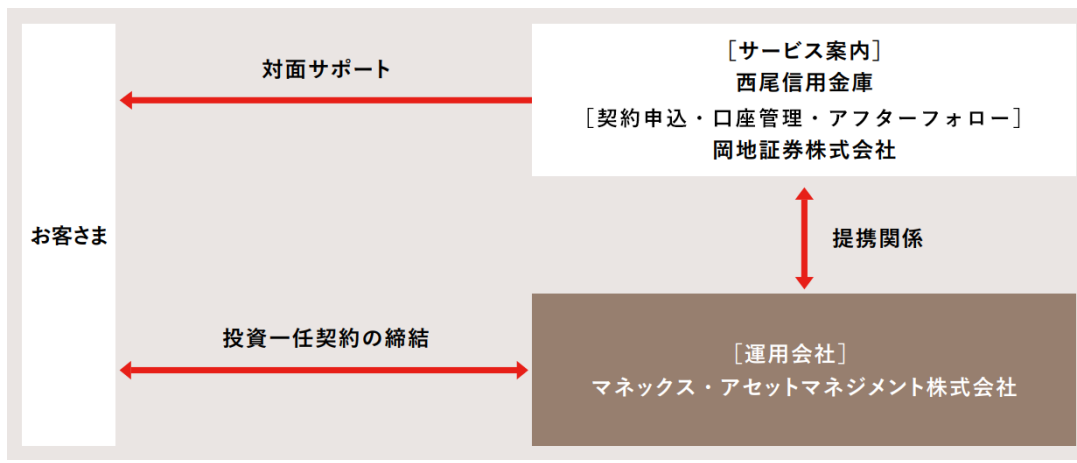 お客さま
対面サポート
［サービス案内］
西尾信用金庫
［契約申込・口座管理・アフターフォロー］
岡地証券株式会社
提携関係
投資一任契約の締結
［運用会社］
マネックス・アセットマネジメント株式会社